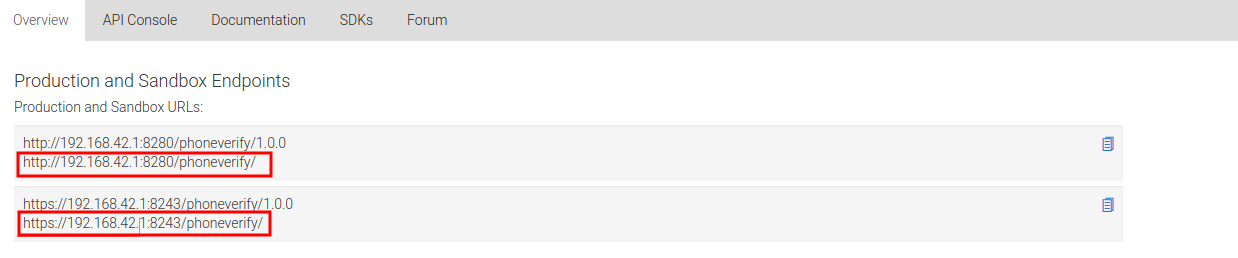 Overview API Console Documentation SDKs Forum
Production and Sandbox Endpoints
Production and Sandbox URLs:
http://192.168.42.1:8280/phoneverify/1.0.0
http://192.168.42.1:8280/phoneverify/
https://192.168.42.1:8243/phoneverify/1.0.0
https://192.168.42.1:8243/phoneverify/